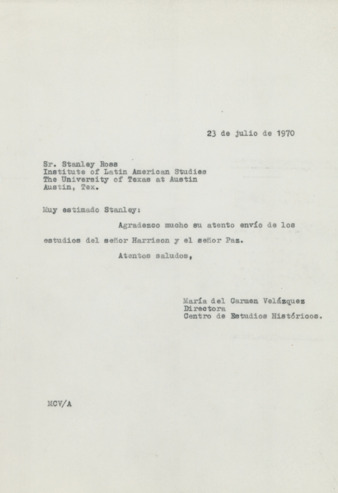 23 de julio de 1970
Sr. Stanley Ross
Institute of Latin American Studies
The University of Texas at Austin
Austin, Tex.
Muy estimado Stanley:
Agradezco mucho su atento envío de los
estudios del señor Harrison y el señor Paz.
Atentos saludos,
María del Carmen Velázquez
Directora
Centro de Estudios Históricos.
MCV/A